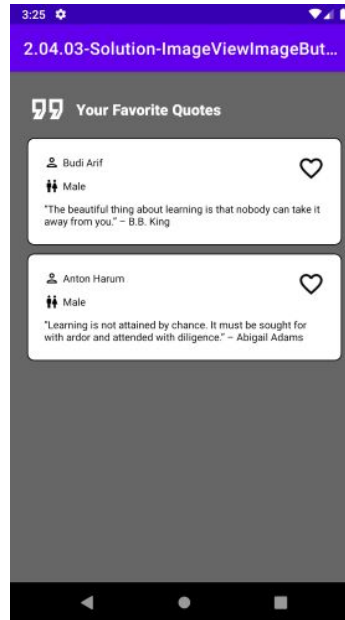 3:25
2.04.03-Solution-ImageViewImageBut...
Your Favorite Quotes
Budi Arif
Male
"The beautiful thing about learning is that nobody can take it
away from you." – B.B. King
Anton Harum
Male
"Learning is not attained by chance. It must be sought for
with ardor and attended with diligence." – Abigail Adams